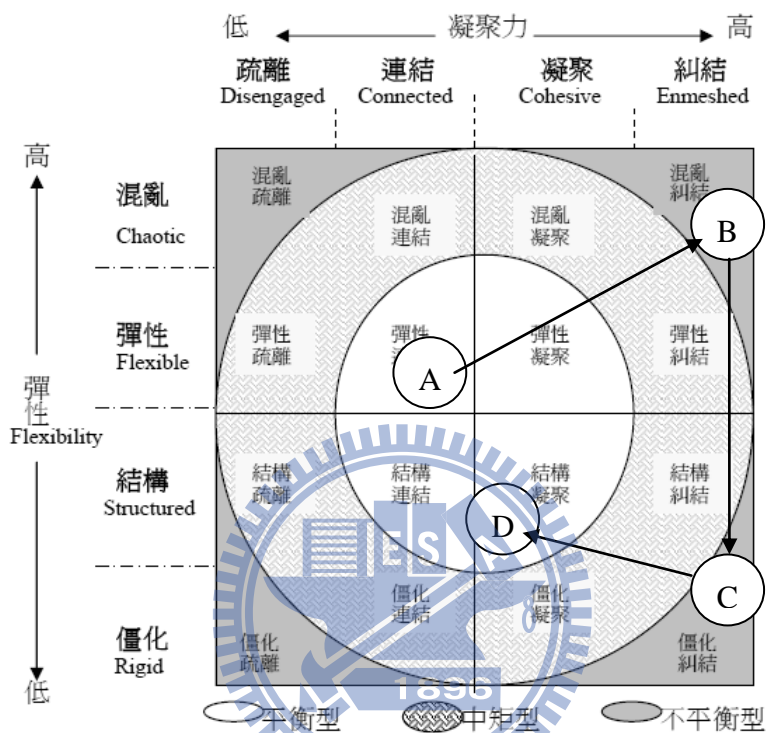 低 凝聚力 高
疏離 連結 凝聚 糾結
Disengaged Connected Cohesive Enmeshed
高
混亂
Chaotic
混亂
疏離
混亂
連結
混亂
凝聚
混亂
糾結
B
彈性
Flexible
彈性
疏離
彈性
A
彈性
凝聚
彈性
糾結
彈性
Flexibility
結構
Structured
結構
疏離
結構
連結
結構
凝聚
D
結構
糾結
ES
C
僵化
Rigid
僵化
疏離
僵化
連結
僵化
凝聚
僵化
糾結
低
1896
平衡型 中矩型 不平衡型